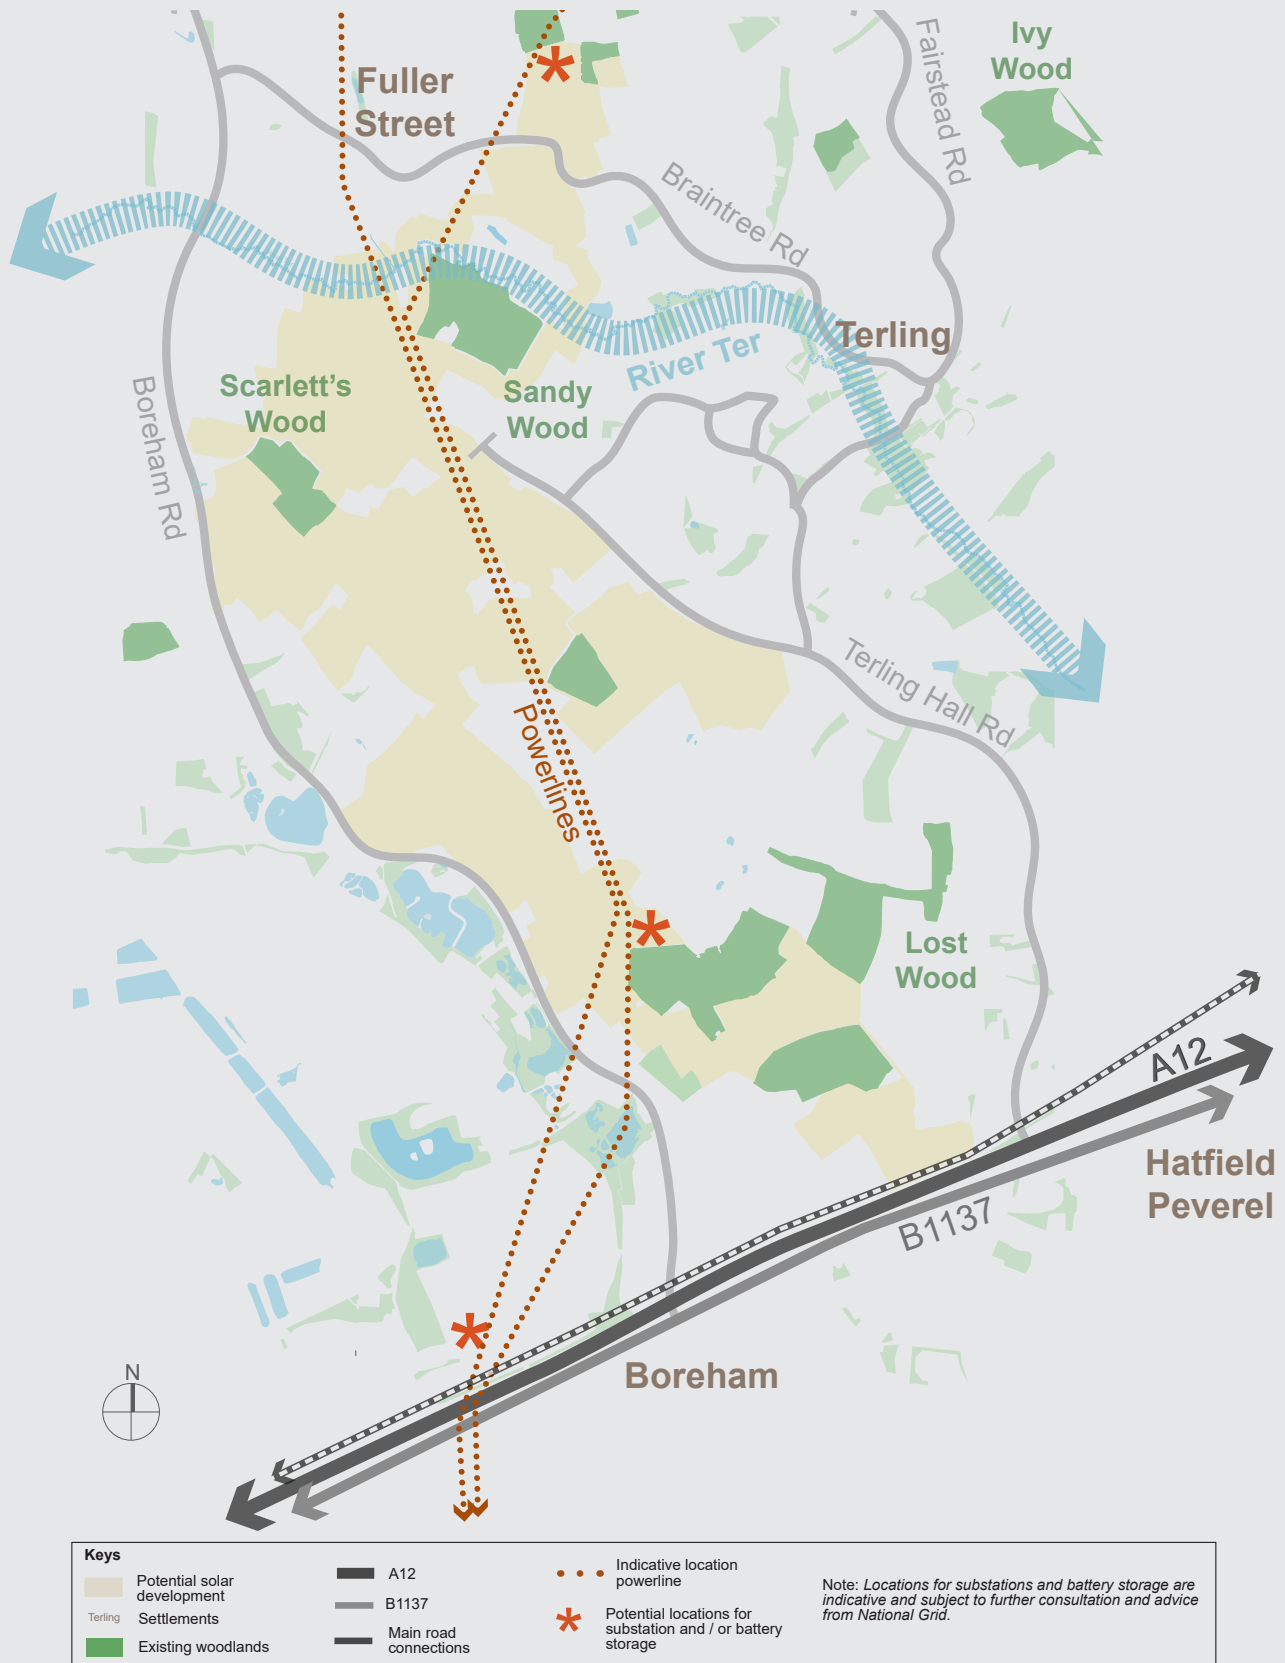 Ivy
Wood
Fuller
Street
Fairstead Rd
Braintree Rd
Terling
River Ter
Scarlett's
Wood
Sandy
Wood
Boreham Rd
Terling Hall Rd
Powerlines
Lost
Wood
A12
Hatfield
Peverel
B1137
Boreham
N
Keys
Potential solar
development
Terling
Settlements
Existing woodlands
A12
B1137
Main road
connections
Indicative location
powerline
Potential locations for
substation and / or battery
storage
Note: Locations for substations and battery storage are
indicative and subject to further consultation and advice
from National Grid.